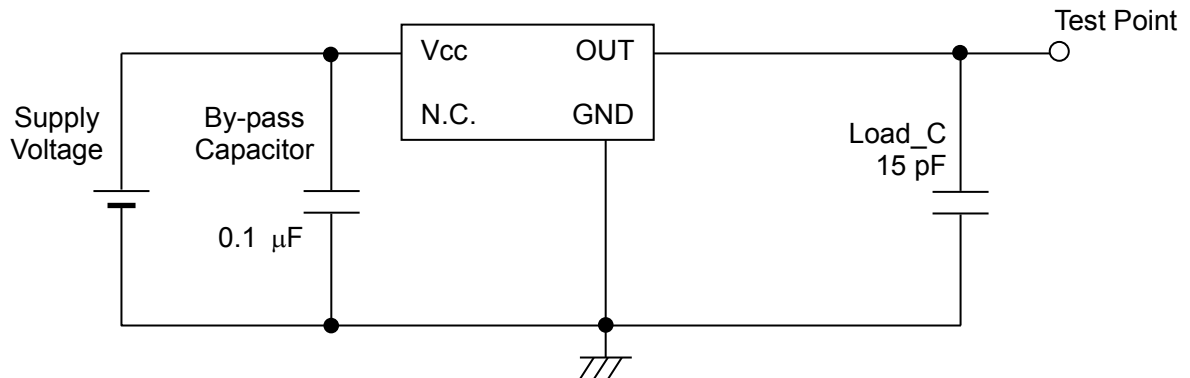 Test Point
Vcc OUT
N.C. GND
Supply
Voltage
By-pass
Capacitor
0.1 μF
Load_C
15 pF